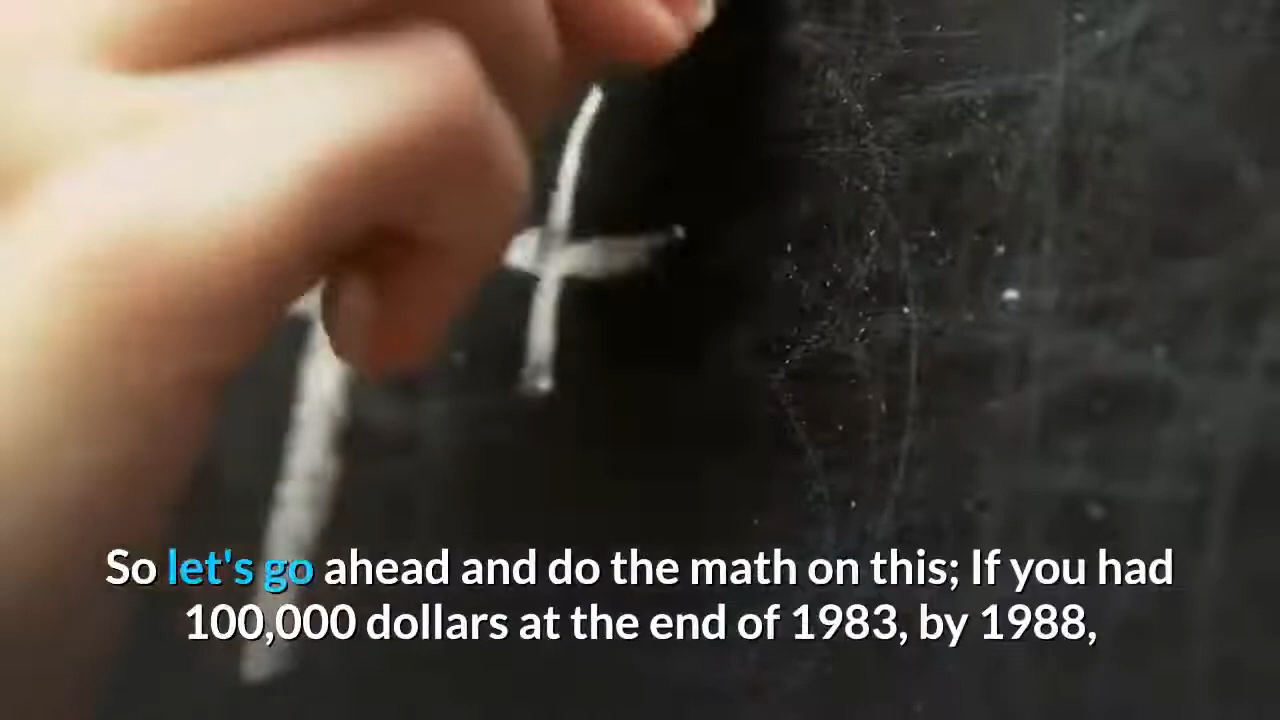 So let's go ahead and do the math on this; If you had
100,000 dollars at the end of 1983, by 1988,